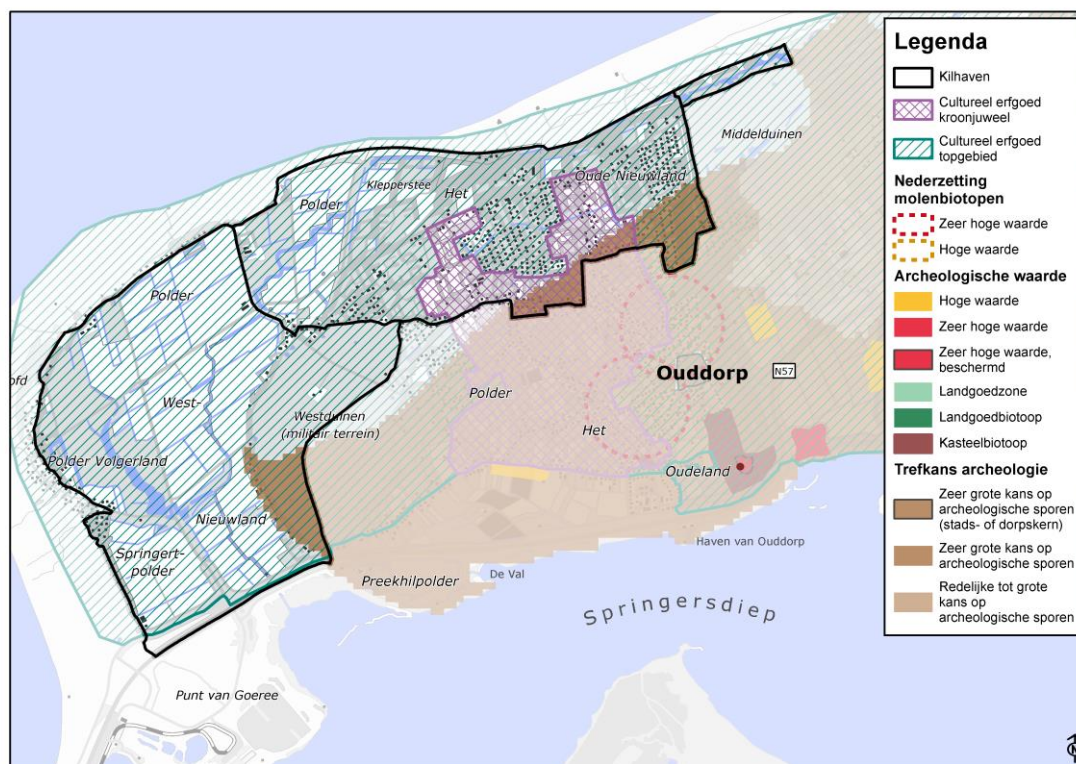 Legenda
Kilhaven
Cultureel erfgoed
kroonjuweel
Cultureel erfgoed
topgebied
Nederzetting
molenbiotopen
Zeer hoge waarde
Hoge waarde
Archeologische waarde
Hoge waarde
Zeer hoge waarde
Zeer hoge waarde,
beschermd
Landgoedzone
Landgoedbiotoop
Kasteelbiotoop
Trefkans archeologie
Zeer grote kans op
archeologische sporen
(stads- of dorpskern)
Zeer grote kans op
archeologische sporen
Redelijke tot grote
kans op
archeologische sporen
Middelduinen
Klepperstee
Oude Nieuwland
Het
Polder
Polder
Ouddorp
N57
Polder
ofd
West-
Westduinen
(militair terrein)
Het
Polder Volgerland
Oudeland
Nieuwland
Haven van Ouddorp
Springert-
polder
De Val
Preekhilpolder
Springersdiep
Punt van Goeree
N